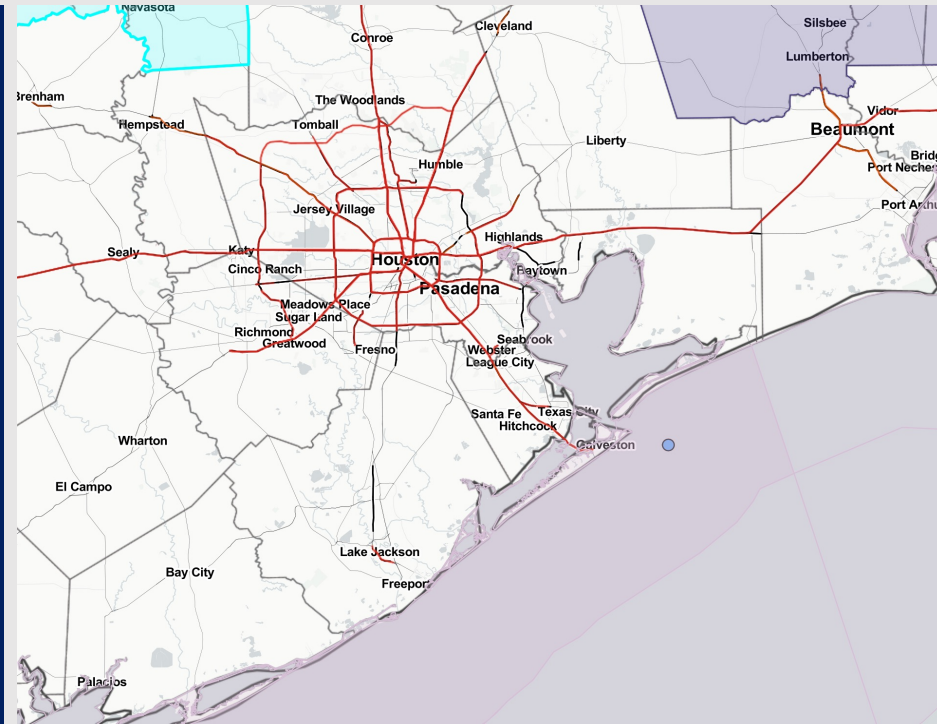 Navasota
Silsbee
Cleveland
Conroe
Lumberton
Brenham
The Woodlands
Vidor
Hempstead
Tomball
Beaumont
Liberty
Bridg
Humble
Port Neches
Port Arthu
Jersey Village
Highlands
Katy
Sealy
Houston
Cinco Ranch
Baytown
Pasadena
Meadows Place
Sugar Land
Richmond
Greatwood
Seabrook
Fresno
Webster
League City
Santa Fe
Texas City
Hitchcock
Galveston
Wharton
El Campo
Lake Jackson
Bay City
Freeport
Palacios